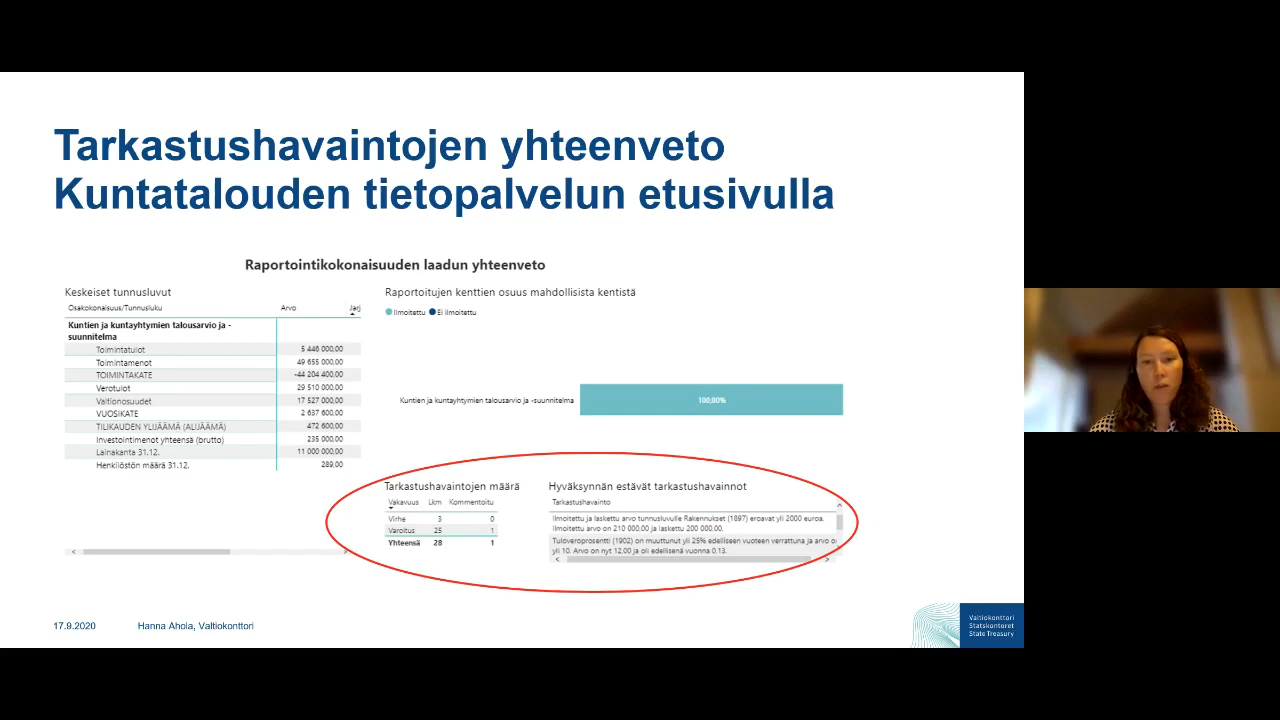 Tarkastushavaintojen yhteenveto
Kuntatalouden tietopalvelun etusivulla
Raportointikokonaisuuden laadun yhteenveto
Keskeiset tunnusluvut
Osakokonaisuus/Tunnusluku Arvo Jarj
Kuntien ja kuntayhtymien talousarvio ja -
suunnitelma
Toimintatulot 5 446 000,00
Toimintamenot 49 655 000,00
TOIMINTAKATE -44 204 400,00
Verotulot 29 510 000,00
Valtionosuudet 17 527 000,00
VUOSIKATE 2 637 600,00
TILIKAUDEN YLIJÄÄMÄ (ALIJÄÄMÄ) 472 600,00
Investointimenot yhteensä (brutto) 235 000,00
Lainakanta 31.12. 11 000 000,00
Henkilöstön määrä 31.12. 289,00
Raportoitujen kenttien osuus mahdollisista kentistä
Ilmoitettu Ei ilmoitettu
Kuntien ja kuntayhtymien talousarvio ja -suunnitelma 100,00%
Tarkastushavaintojen määrä
Vakavuus Lkm Kommentoitu
Virhe 3 0
Varoitus 25 1
Yhteensä 28 1
Hyväksynnän estävät tarkastushavainnot
Tarkastushavainto
Ilmoitettu ja laskettu arvo tunnusluvulle Rakennukset (1897) eroavat yli 2000 euroa.
Ilmoitettu arvo on 210 000,00 ja laskettu 200 000,00.
Tuloveroprosentti (1902) on muuttunut yli 25% edelliseen vuoteen verrattuna ja arvo o
yli 10. Arvo on nyt 12,00 ja oli edellisenä vuonna 0,13.
17.9.2020 Hanna Ahola, Valtiokonttori
Valtiokonttori
Statskontoret
State Treasury